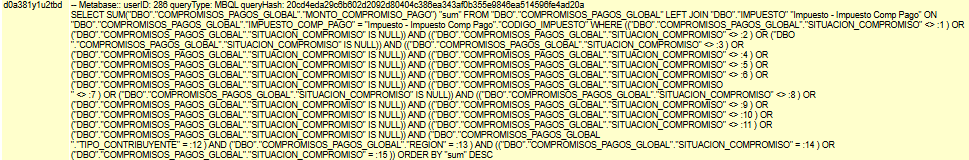 d0a381y1u2tbd -- Metabase:: userID: 286 queryType: MBQL queryHash: 20cd4eda29c6b602d2092d80404c386ea343af0b355e9846ea514596fe4ad20a
SELECT SUM("DBO"."COMPROMISOS_PAGOS_GLOBAL"."MONTO_COMPROMISO_PAGO") "sum" FROM "DBO"."COMPROMISOS_PAGOS_GLOBAL" LEFT JOIN "DBO"."IMPUESTO" "Impuesto - Impuesto Comp Pago" ON
"DBO"."COMPROMISOS_PAGOS_GLOBAL"."IMPUESTO_COMP_PAGO" = "Impuesto - Impuesto Comp Pago"."CODIGO_IMPUESTO" WHERE (("DBO"."COMPROMISOS_PAGOS_GLOBAL"."SITUACION_COMPROMISO" <> :1 ) OR
("DBO"."COMPROMISOS_PAGOS_GLOBAL"."SITUACION_COMPROMISO" IS NULL)) AND (("DBO"."COMPROMISOS_PAGOS_GLOBAL"."SITUACION_COMPROMISO" <> :2 ) OR ("DBO
"."COMPROMISOS_PAGOS_GLOBAL"."SITUACION_COMPROMISO" IS NULL)) AND (("DBO"."COMPROMISOS_PAGOS_GLOBAL"."SITUACION_COMPROMISO" <> :3 ) OR
("DBO"."COMPROMISOS_PAGOS_GLOBAL"."SITUACION_COMPROMISO" IS NULL)) AND (("DBO"."COMPROMISOS_PAGOS_GLOBAL"."SITUACION_COMPROMISO" <> :4 ) OR
("DBO"."COMPROMISOS_PAGOS_GLOBAL"."SITUACION_COMPROMISO" IS NULL)) AND (("DBO"."COMPROMISOS_PAGOS_GLOBAL"."SITUACION_COMPROMISO" <> :5 ) OR
("DBO"."COMPROMISOS_PAGOS_GLOBAL"."SITUACION_COMPROMISO" IS NULL)) AND (("DBO"."COMPROMISOS_PAGOS_GLOBAL"."SITUACION_COMPROMISO" <> :6 ) OR
("DBO"."COMPROMISOS_PAGOS_GLOBAL"."SITUACION_COMPROMISO" IS NULL)) AND (("DBO"."COMPROMISOS_PAGOS_GLOBAL"."SITUACION_COMPROMISO
" <> :7 ) OR ("DBO"."COMPROMISOS_PAGOS_GLOBAL"."SITUACION_COMPROMISO" IS NULL)) AND (("DBO"."COMPROMISOS_PAGOS_GLOBAL"."SITUACION_COMPROMISO" <> :8 ) OR
("DBO"."COMPROMISOS_PAGOS_GLOBAL"."SITUACION_COMPROMISO" IS NULL)) AND (("DBO"."COMPROMISOS_PAGOS_GLOBAL"."SITUACION_COMPROMISO" <> :9 ) OR
("DBO"."COMPROMISOS_PAGOS_GLOBAL"."SITUACION_COMPROMISO" IS NULL)) AND (("DBO"."COMPROMISOS_PAGOS_GLOBAL"."SITUACION_COMPROMISO" <> :10 ) OR
("DBO"."COMPROMISOS_PAGOS_GLOBAL"."SITUACION_COMPROMISO" IS NULL)) AND (("DBO"."COMPROMISOS_PAGOS_GLOBAL"."SITUACION_COMPROMISO" <> :11 ) OR
("DBO"."COMPROMISOS_PAGOS_GLOBAL"."SITUACION_COMPROMISO" IS NULL)) AND ("DBO"."COMPROMISOS_PAGOS_GLOBAL
"."TIPO_CONTRIBUYENTE" = :12 ) AND ("DBO"."COMPROMISOS_PAGOS_GLOBAL"."REGION" = :13 ) AND (("DBO"."COMPROMISOS_PAGOS_GLOBAL"."SITUACION_COMPROMISO" = :14 ) OR
("DBO"."COMPROMISOS_PAGOS_GLOBAL"."SITUACION_COMPROMISO" = :15 )) ORDER BY "sum" DESC